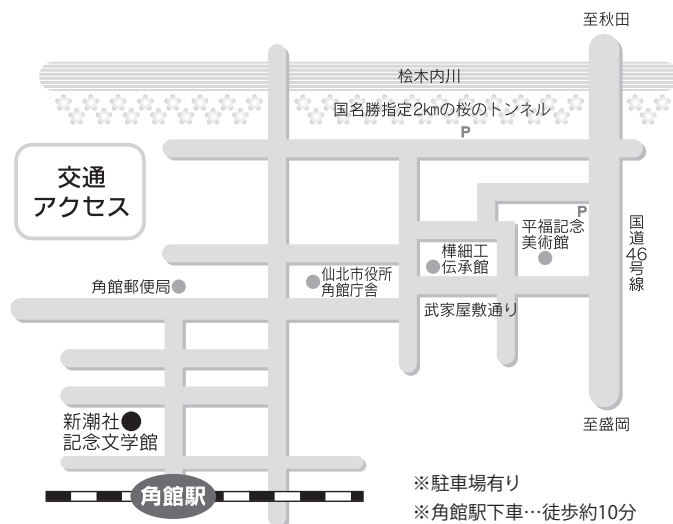 至秋田
桧木内川
国名勝指定2kmの桜のトンネル
P
交通
アクセス
P
平福記念
美術館
国道46号線
樺細工
伝承館
仙北市役所
角館庁舎
角館郵便局
武家屋敷通り
新潮社
記念文学館
至盛岡
角館駅
※駐車場有り
※角館駅下車…徒歩約10分